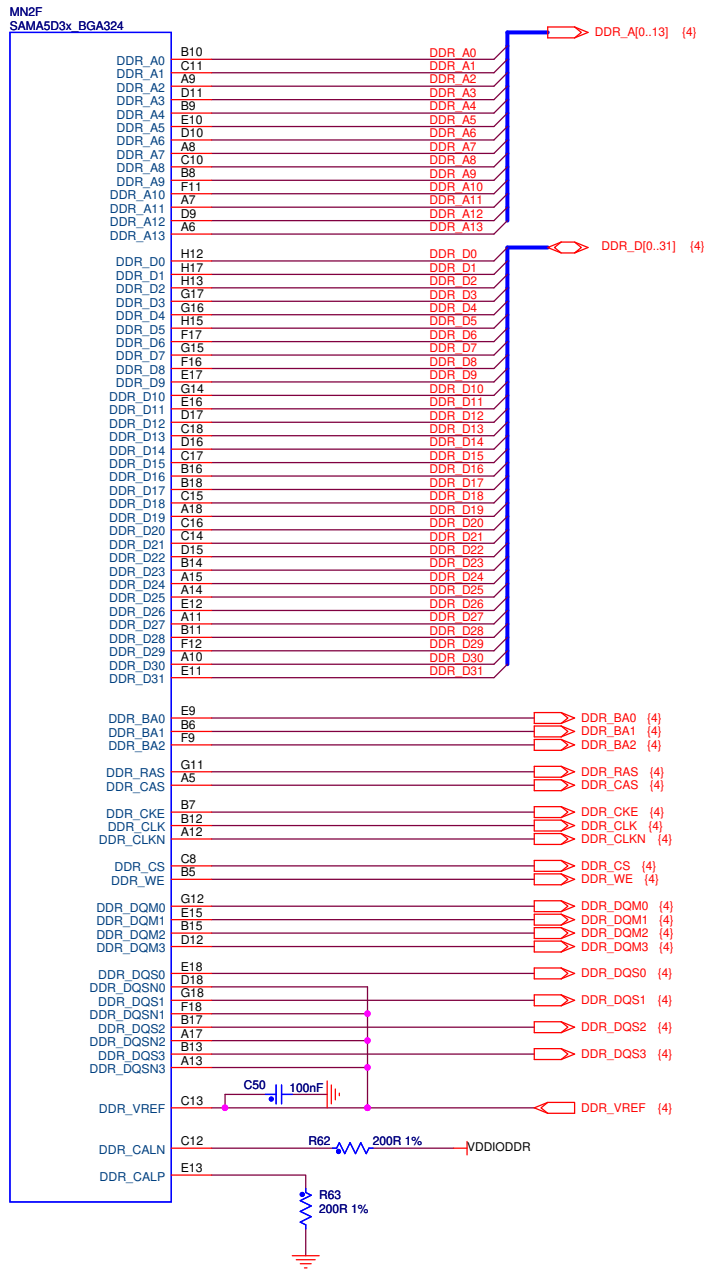 MN2F
SAMA5D3x_BGA324
DDR_A[0..13] {4}
DDR_A0 B10 DDR_A0
DDR_A1 C11 DDR_A1
DDR_A2 A9 DDR_A2
DDR_A3 D11 DDR_A3
DDR_A4 B9 DDR_A4
DDR_A5 E10 DDR_A5
DDR_A6 D10 DDR_A6
DDR_A7 A8 DDR_A7
DDR_A8 C10 DDR_A8
DDR_A9 B8 DDR_A9
DDR_A10 F11 DDR_A10
DDR_A11 A7 DDR_A11
DDR_A12 D9 DDR_A12
DDR_A13 A6 DDR_A13
DDR_D[0..31] {4}
DDR_D0 H12 DDR_D0
DDR_D1 H17 DDR_D1
DDR_D2 H13 DDR_D2
DDR_D3 G17 DDR_D3
DDR_D4 G16 DDR_D4
DDR_D5 H15 DDR_D5
DDR_D6 F17 DDR_D6
DDR_D7 G15 DDR_D7
DDR_D8 F16 DDR_D8
DDR_D9 E17 DDR_D9
DDR_D10 G14 DDR_D10
DDR_D11 E16 DDR_D11
DDR_D12 D17 DDR_D12
DDR_D13 C18 DDR_D13
DDR_D14 D16 DDR_D14
DDR_D15 C17 DDR_D15
DDR_D16 B16 DDR_D16
DDR_D17 B18 DDR_D17
DDR_D18 C15 DDR_D18
DDR_D19 A18 DDR_D19
DDR_D20 C16 DDR_D20
DDR_D21 C14 DDR_D21
DDR_D22 D15 DDR_D22
DDR_D23 B14 DDR_D23
DDR_D24 A15 DDR_D24
DDR_D25 A14 DDR_D25
DDR_D26 E12 DDR_D26
DDR_D27 A11 DDR_D27
DDR_D28 B11 DDR_D28
DDR_D29 F12 DDR_D29
DDR_D30 A10 DDR_D30
DDR_D31 E11 DDR_D31
DDR_BA0 E9 DDR_BA0 {4}
DDR_BA1 B6 DDR_BA1 {4}
DDR_BA2 F9 DDR_BA2 {4}
DDR_RAS G11 DDR_RAS {4}
DDR_CAS A5 DDR_CAS {4}
DDR_CKE B7 DDR_CKE {4}
DDR_CLK B12 DDR_CLK {4}
DDR_CLKN A12 DDR_CLKN {4}
DDR_CS C8 DDR_CS {4}
DDR_WE B5 DDR_WE {4}
DDR_DQM0 G12 DDR_DQM0 {4}
DDR_DQM1 E15 DDR_DQM1 {4}
DDR_DQM2 B15 DDR_DQM2 {4}
DDR_DQM3 D12 DDR_DQM3 {4}
DDR_DQS0 E18 DDR_DQS0 {4}
DDR_DQSN0 D18
DDR_DQS1 G18 DDR_DQS1 {4}
DDR_DQSN1 F18
DDR_DQS2 B17 DDR_DQS2 {4}
DDR_DQSN2 A17
DDR_DQS3 B13 DDR_DQS3 {4}
DDR_DQSN3 A13
C50 100nF
DDR_VREF C13 DDR_VREF {4}
DDR_CALN C12 R62 200R 1% VDDIODDR
DDR_CALP E13
R63
200R 1%